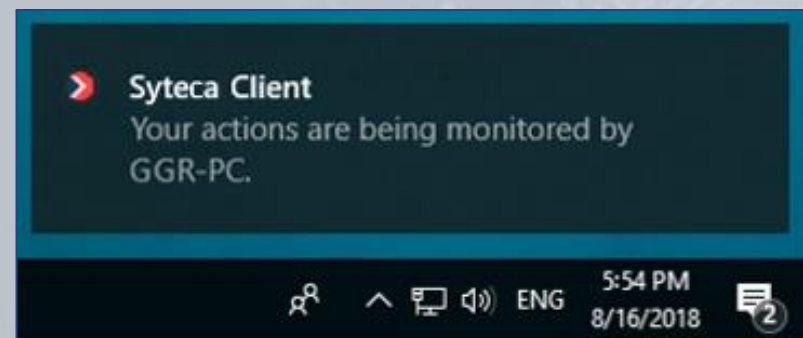 Syteca Client
Your actions are being monitored by
GGR-PC.
ENG
5:54 PM
8/16/2018
2